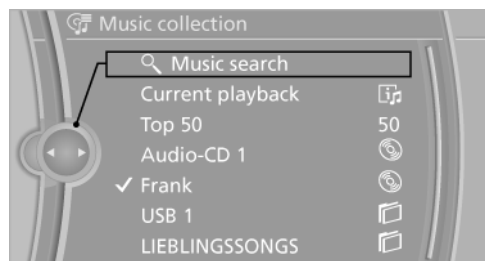 Music collection
Music search
Current playback
Top 50 50
Audio-CD 1
Frank
USB 1
LIEBLINGSSONGS